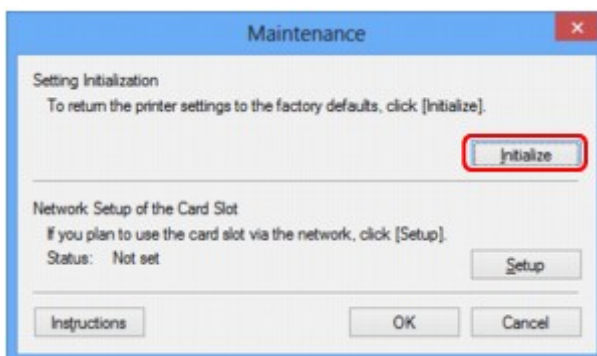 Maintenance
Setting Initialization
To return the printer settings to the factory defaults, click [Initialize].
Initialize
Network Setup of the Card Slot
If you plan to use the card slot via the network, click [Setup].
Status: Not set
Setup
Instructions OK Cancel